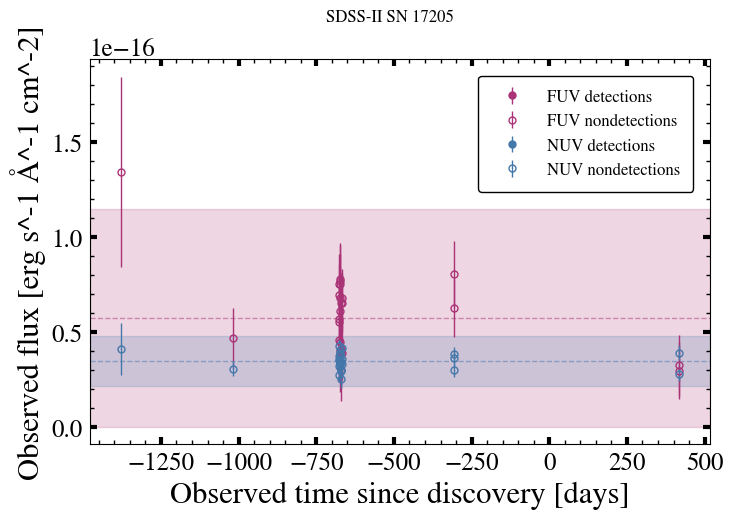 SDSS-II SN 17205
1e−16
FUV detections
FUV nondetections
NUV detections
NUV nondetections
1.5
1.0
0.5
0.0
Observed flux [erg s^-1 Å^-1 cm^-2]
−1250 −1000 −750 −500 −250 0 250 500
Observed time since discovery [days]